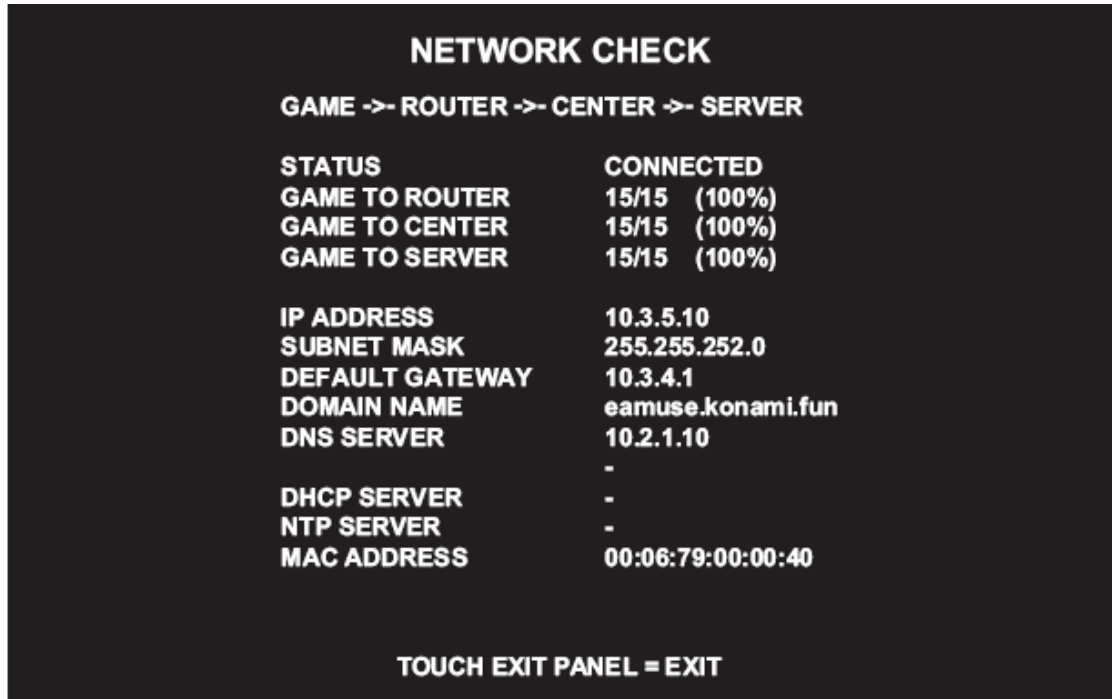 NETWORK CHECK
GAME ->- ROUTER ->- CENTER ->- SERVER
STATUS CONNECTED
GAME TO ROUTER 15/15 (100%)
GAME TO CENTER 15/15 (100%)
GAME TO SERVER 15/15 (100%)
IP ADDRESS 10.3.5.10
SUBNET MASK 255.255.252.0
DEFAULT GATEWAY 10.3.4.1
DOMAIN NAME eamuse.konami.fun
DNS SERVER 10.2.1.10
-
DHCP SERVER -
NTP SERVER -
MAC ADDRESS 00:06:79:00:00:40
TOUCH EXIT PANEL = EXIT